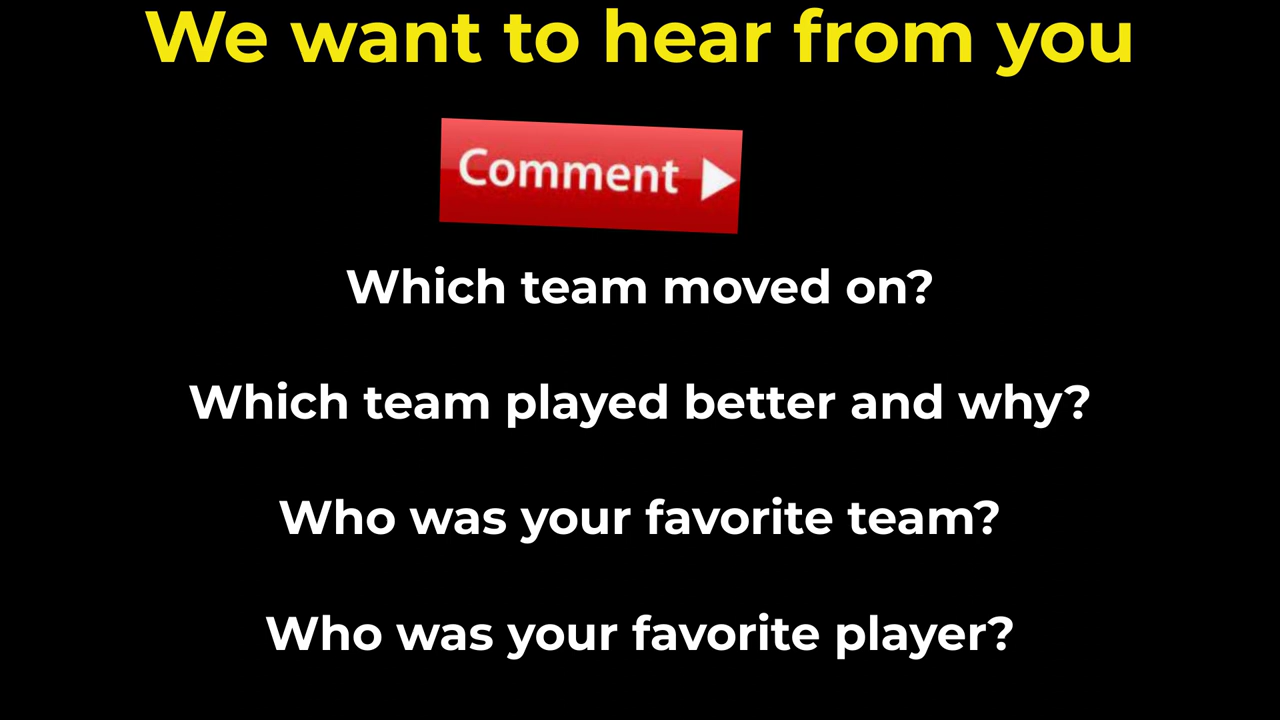 We want to hear from you
Comment
Which team moved on?
Which team played better and why?
Who was your favorite team?
Who was your favorite player?